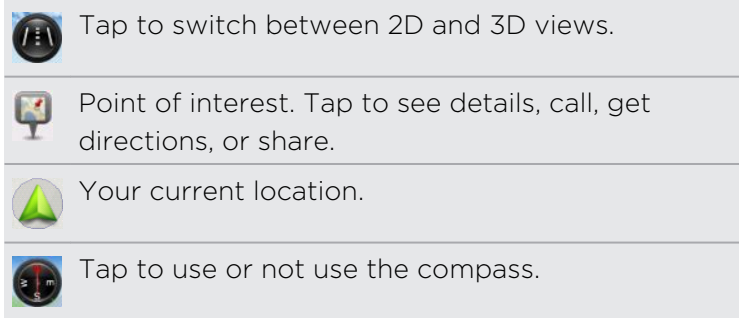 Tap to switch between 2D and 3D views.
Point of interest. Tap to see details, call, get
directions, or share.
Your current location.
Tap to use or not use the compass.